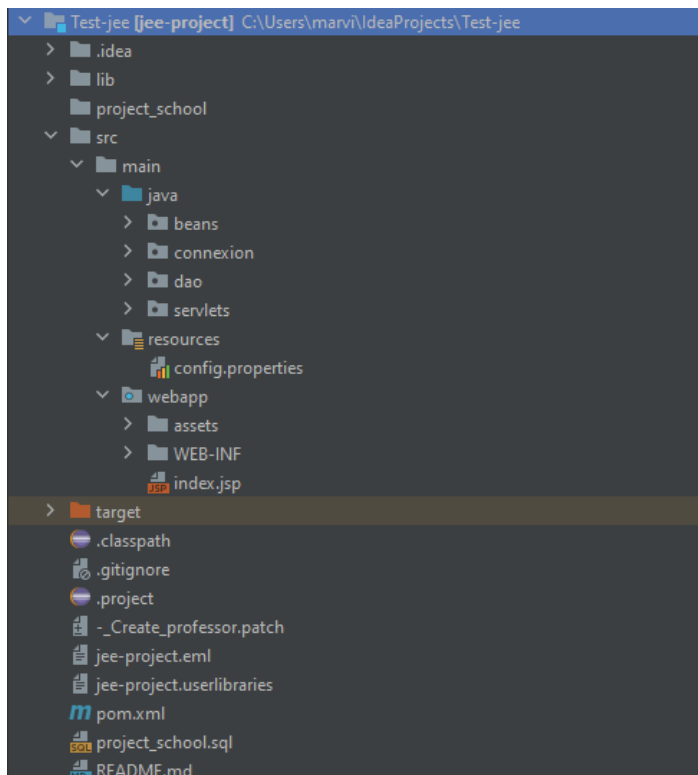 Test-jee [jee-project] C:\Users\marvi\IdeaProjects\Test-jee
.idea
lib
project_school
src
main
java
beans
connexion
dao
servlets
resources
config.properties
webapp
assets
WEB-INF
JSP index.jsp
target
.classpath
.gitignore
.project
-_Create_professor.patch
jee-project.eml
jee-project.userlibraries
m pom.xml
SQL project_school.sql
README.md